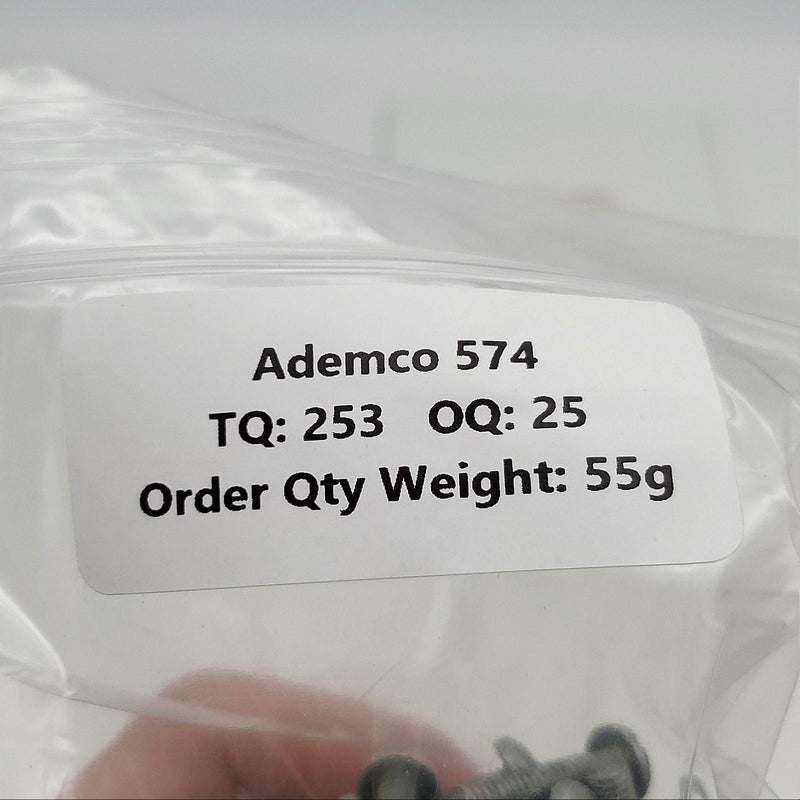 Ademco 574
TQ: 253 OQ: 25
Order Qty Weight: 55g